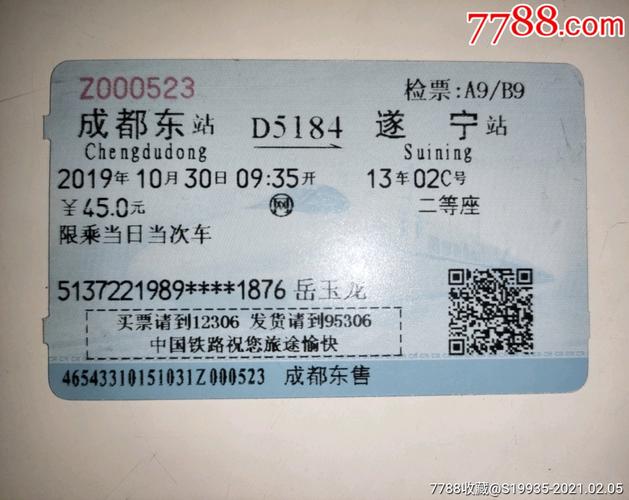 7788.com
Z000523 检票:A9/B9
成都东站 D5184 遂宁站
Chengdudong Suining
2019年10月30日09:35开 13车02C号
￥45.0元 二等座
限乘当日当次车
5137221989****1876 岳玉龙
买票请到12306 发货请到95306
中国铁路祝您旅途愉快
46543310151031Z000523 成都东售
7788收藏@S19935-2021.02.05